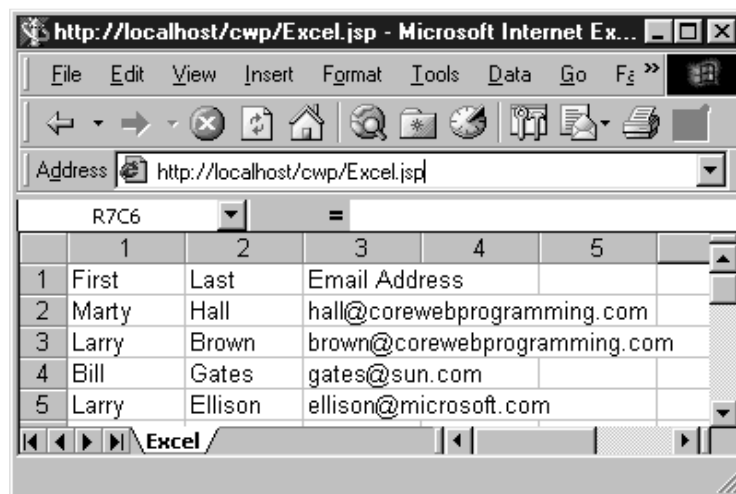 http://localhost/cwp/Excel.jsp - Microsoft Internet Ex...
File Edit View Insert Format Tools Data Go Fa »
Address http://localhost/cwp/Excel.jsp
R7C6 =
1 2 3 4 5
1 First Last Email Address
2 Marty Hall hall@corewebprogramming.com
3 Larry Brown brown@corewebprogramming.com
4 Bill Gates gates@sun.com
5 Larry Ellison ellison@microsoft.com
Excel